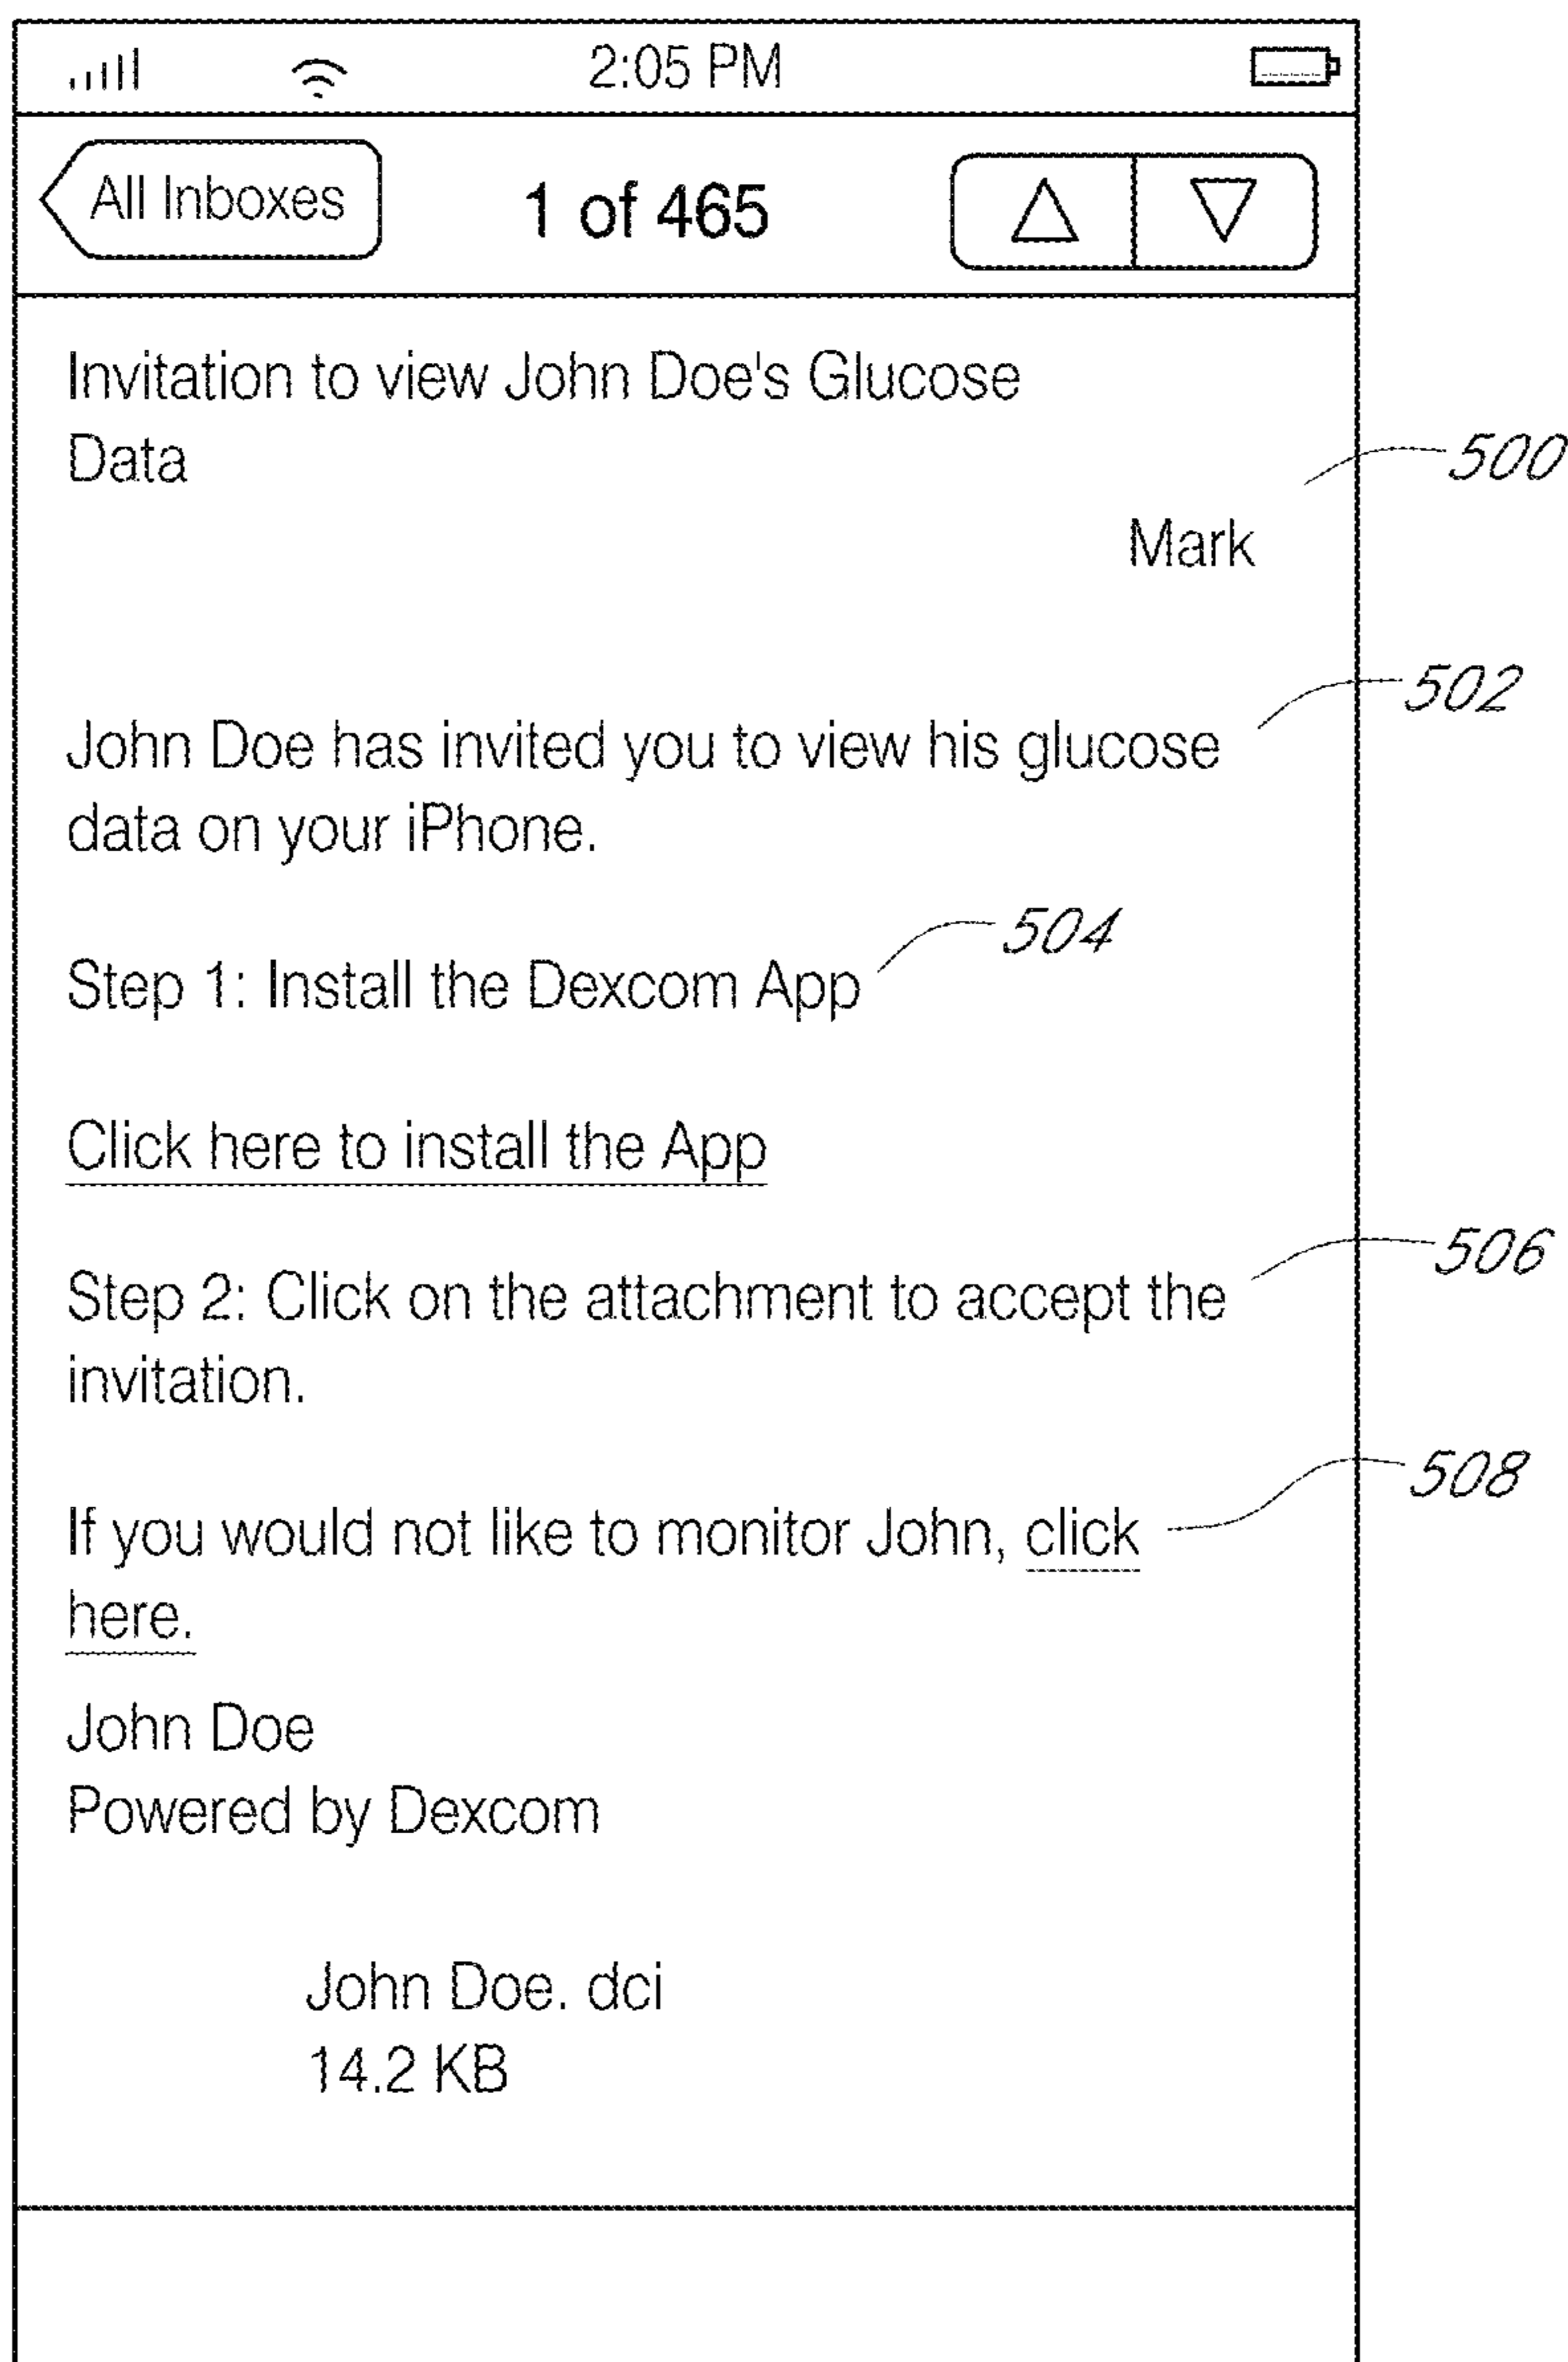 2:05 PM
All Inboxes
1 of 465
Invitation to view John Doe's Glucose
Data
500
Mark
502
John Doe has invited you to view his glucose
data on your iPhone.
504
Step 1: Install the Dexcom App
Click here to install the App
506
Step 2: Click on the attachment to accept the
invitation.
508
If you would not like to monitor John, click
here.
John Doe
Powered by Dexcom
John Doe. dci
14.2 KB